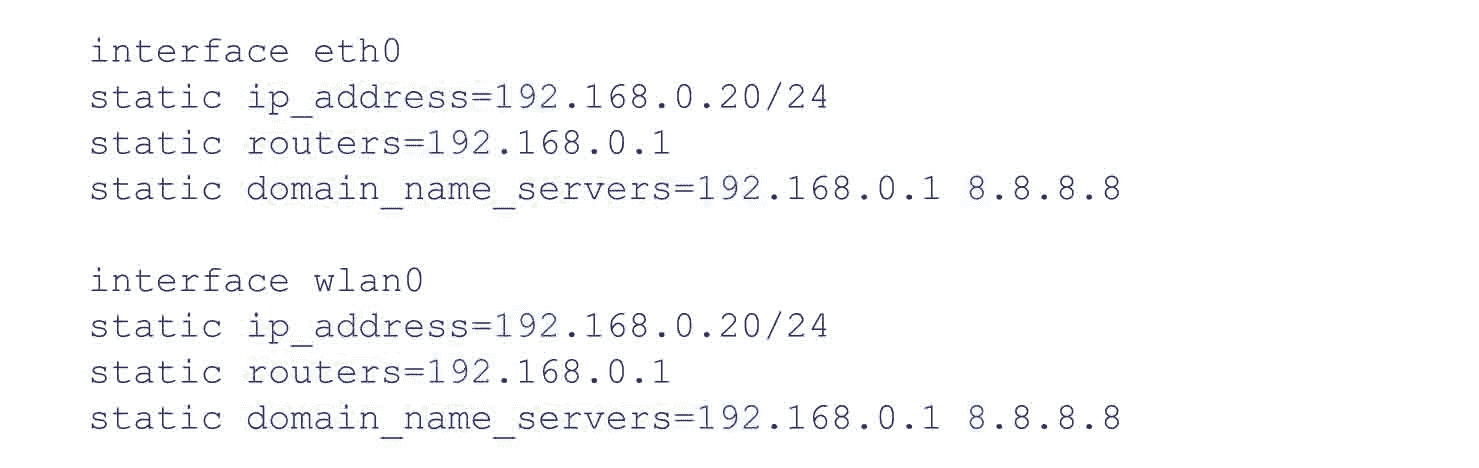 interface eth0
static ip_address=192.168.0.20/24
static routers=192.168.0.1
static domain_name_servers=192.168.0.1 8.8.8.8
interface wlan0
static ip_address=192.168.0.20/24
static routers=192.168.0.1
static domain_name_servers=192.168.0.1 8.8.8.8